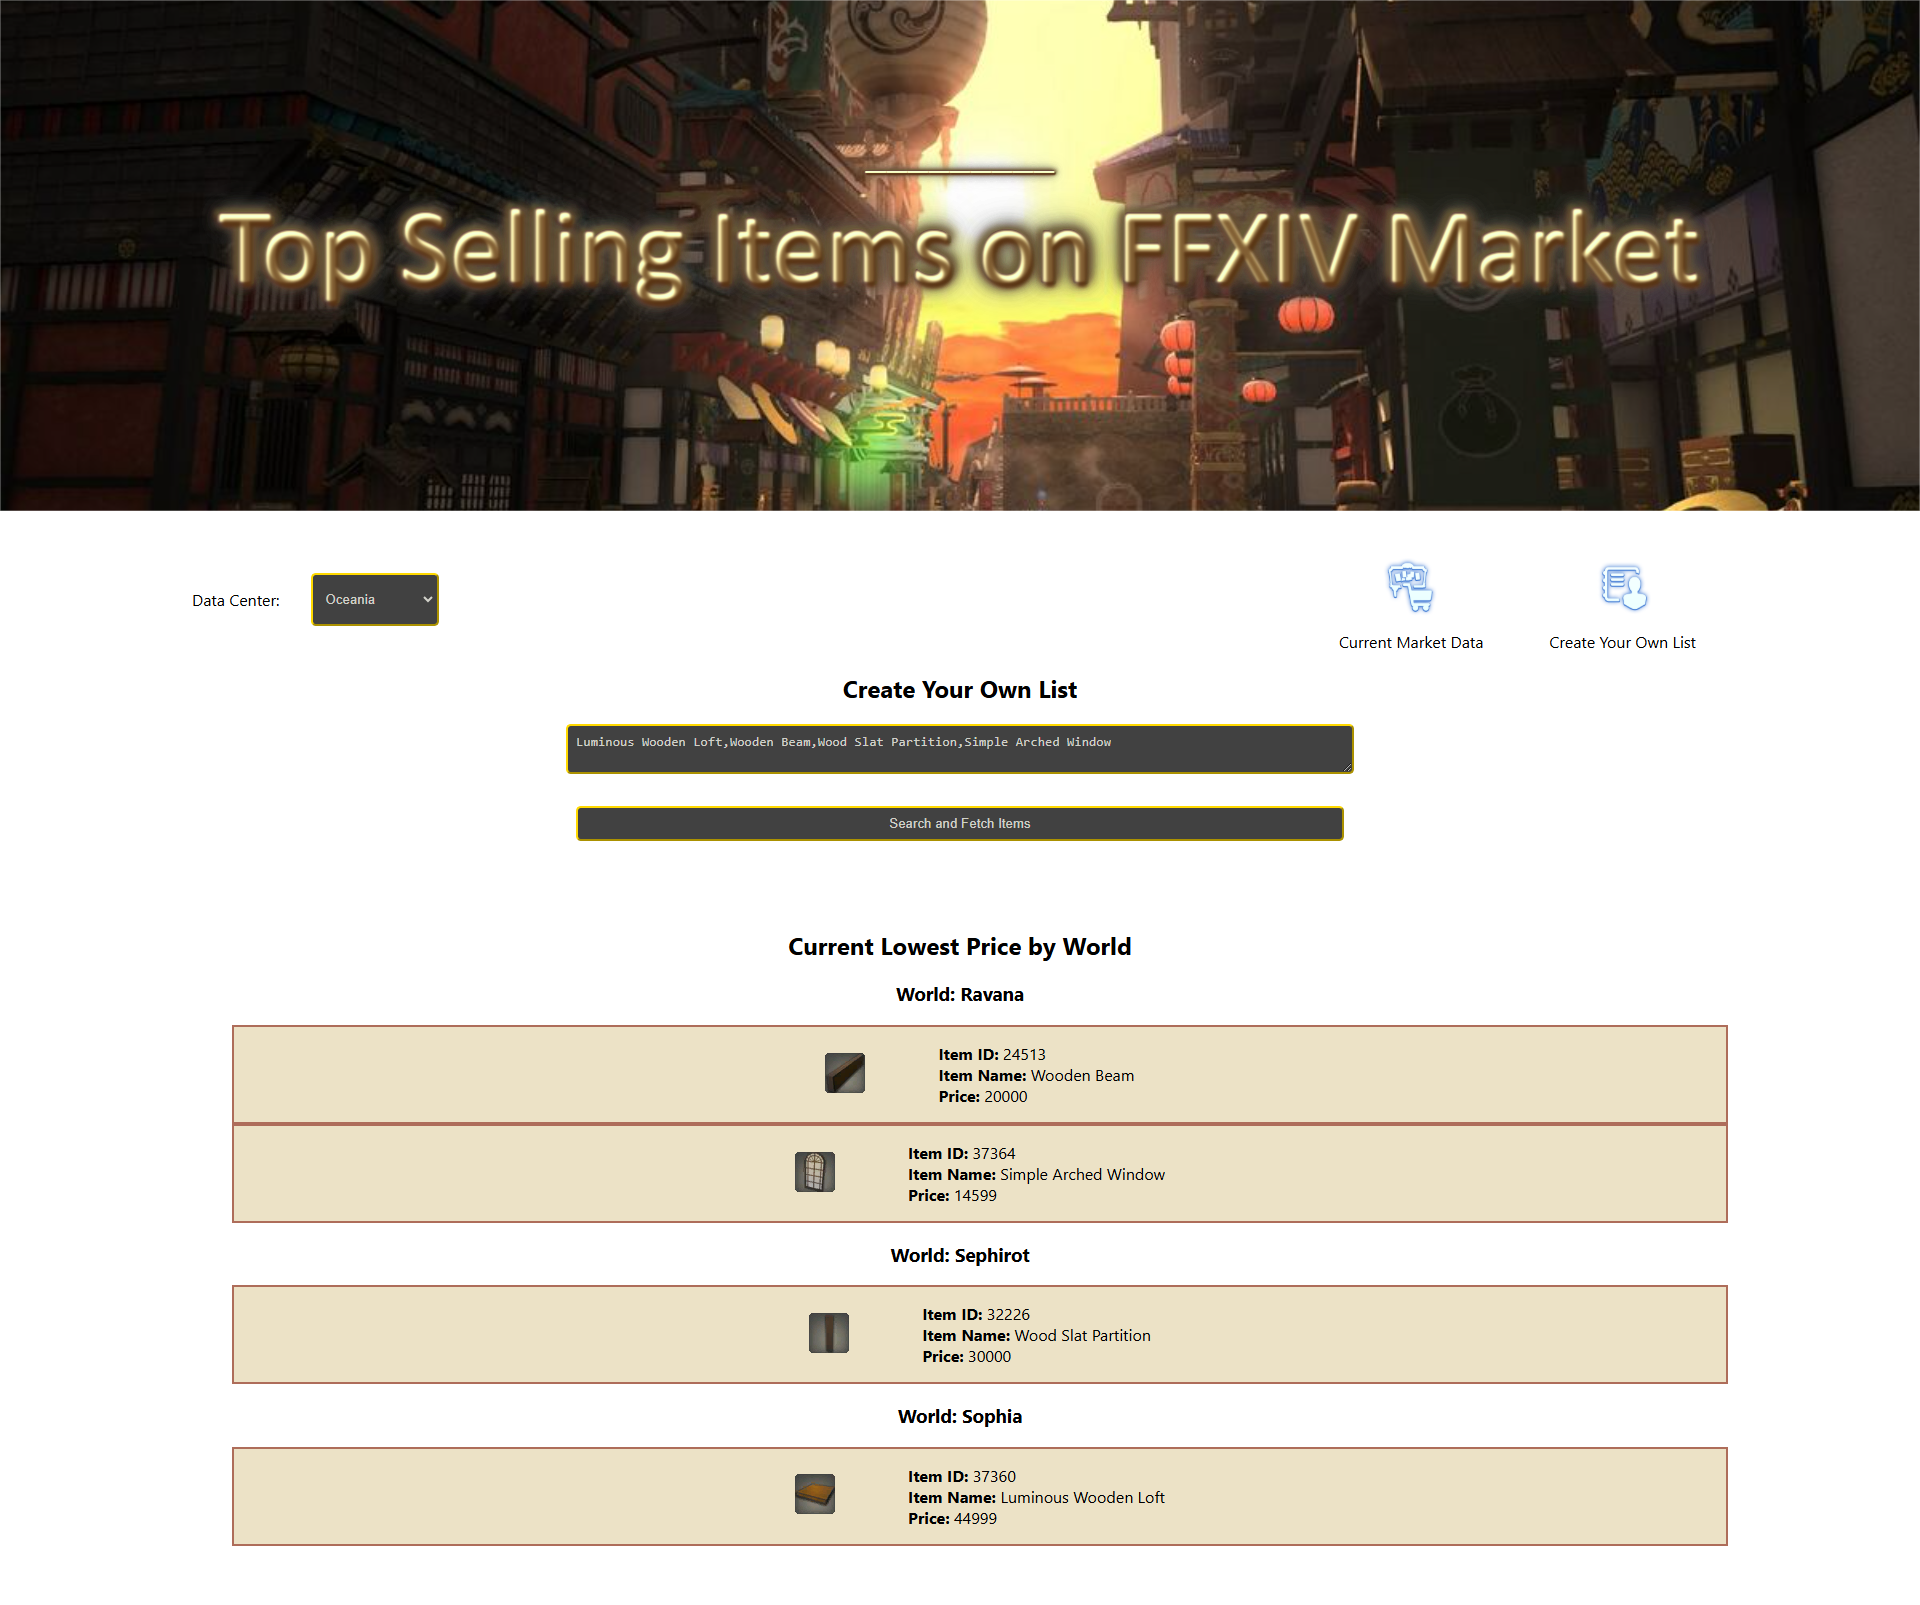 Top Selling Items on FFXIV Market
Data Center:
Oceania
Current Market Data
Create Your Own List
Create Your Own List
Luminous Wooden Loft,Wooden Beam,Wood Slat Partition,Simple Arched Window
Search and Fetch Items
Current Lowest Price by World
World: Ravana
Item ID: 24513
Item Name: Wooden Beam
Price: 20000
Item ID: 37364
Item Name: Simple Arched Window
Price: 14599
World: Sephirot
Item ID: 32226
Item Name: Wood Slat Partition
Price: 30000
World: Sophia
Item ID: 37360
Item Name: Luminous Wooden Loft
Price: 44999